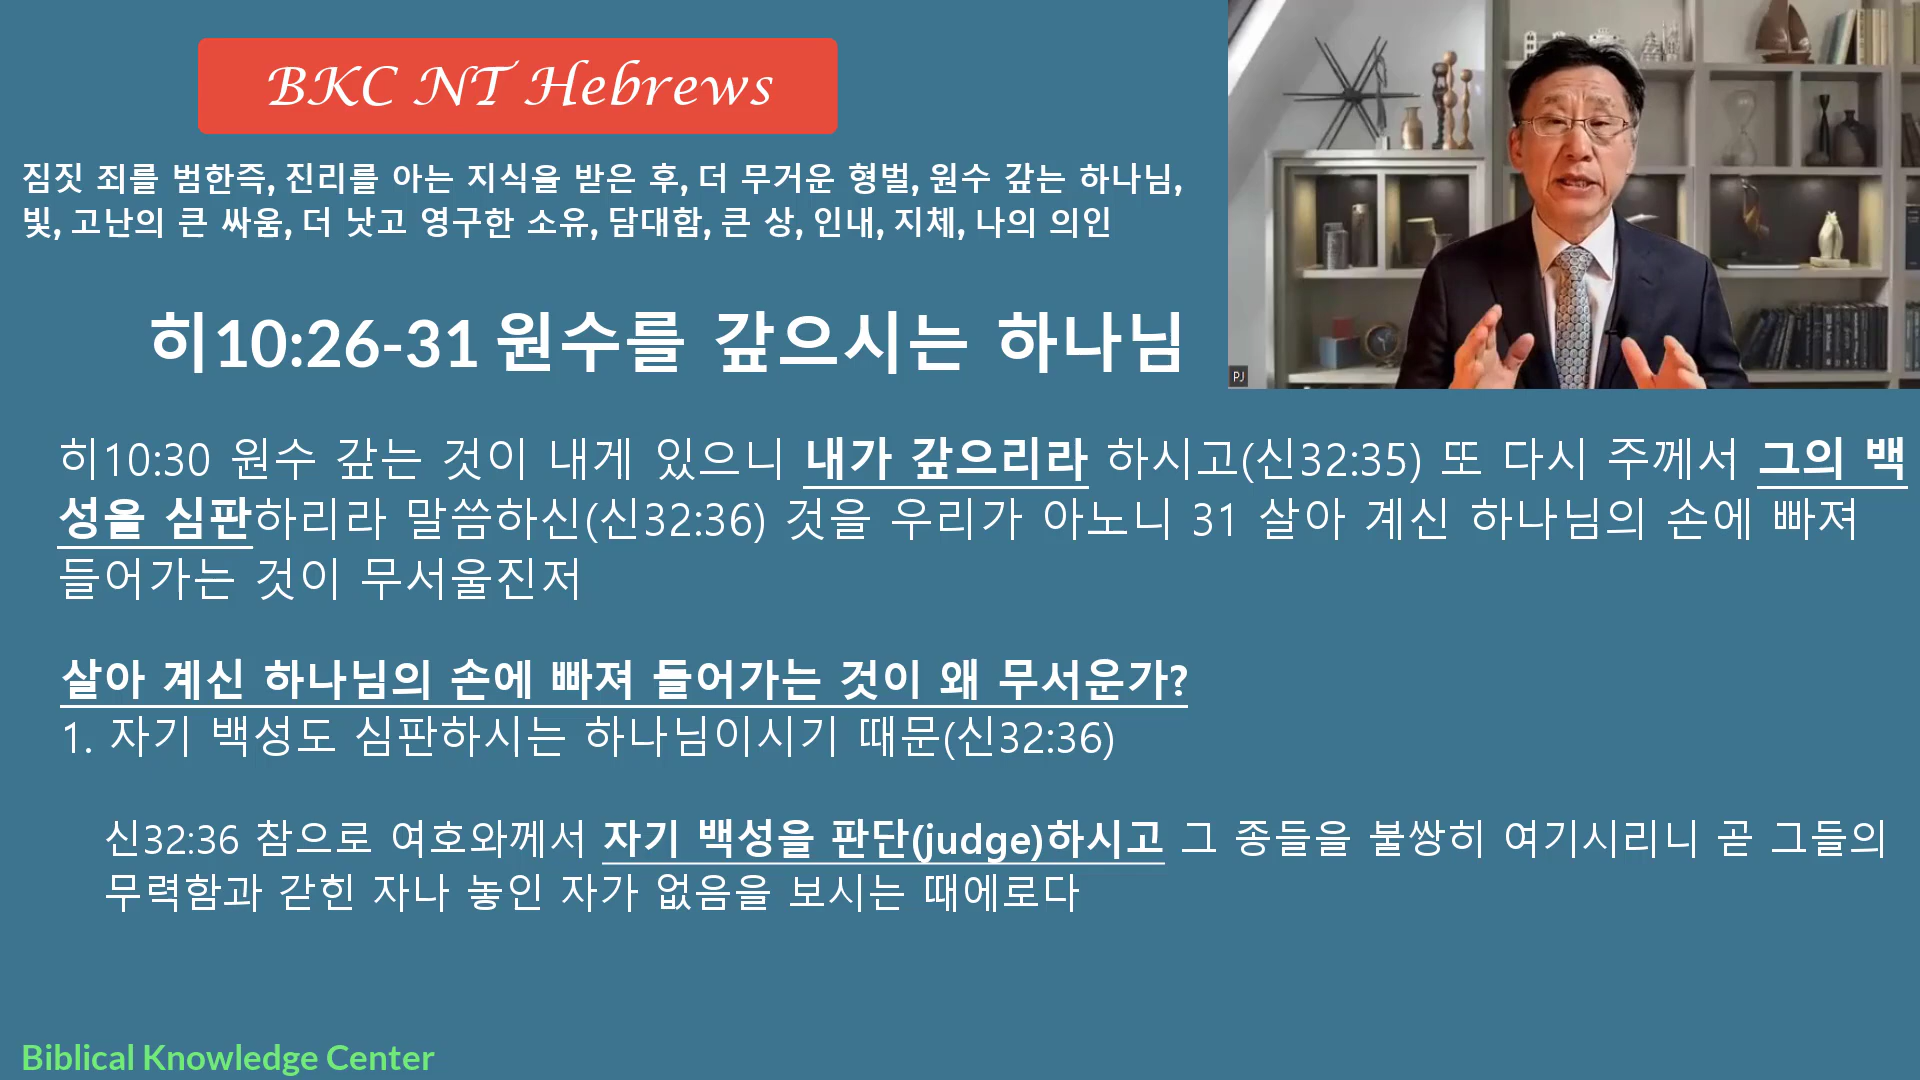 BKC NT Hebrews
짐짓 죄를 범한즉, 진리를 아는 지식을 받은 후, 더 무거운 형벌, 원수 갚는 하나님,
빛, 고난의 큰 싸움, 더 낫고 영구한 소유, 담대함, 큰 상, 인내, 지체, 나의 의인
히10:26-31 원수를 갚으시는 하나님
PJ
히10:30 원수 갚는 것이 내게 있으니 내가 갚으리라 하시고(신32:35) 또 다시 주께서 그의 백
성을 심판하리라 말씀하신(신32:36) 것을 우리가 아노니 31 살아 계신 하나님의 손에 빠져
들어가는 것이 무서울진저
살아 계신 하나님의 손에 빠져 들어가는 것이 왜 무서운가?
1. 자기 백성도 심판하시는 하나님이시기 때문(신32:36)
신32:36 참으로 여호와께서 자기 백성을 판단(judge)하시고 그 종들을 불쌍히 여기시리니 곧 그들의
무력함과 갇힌 자나 놓인 자가 없음을 보시는 때에로다
Biblical Knowledge Center